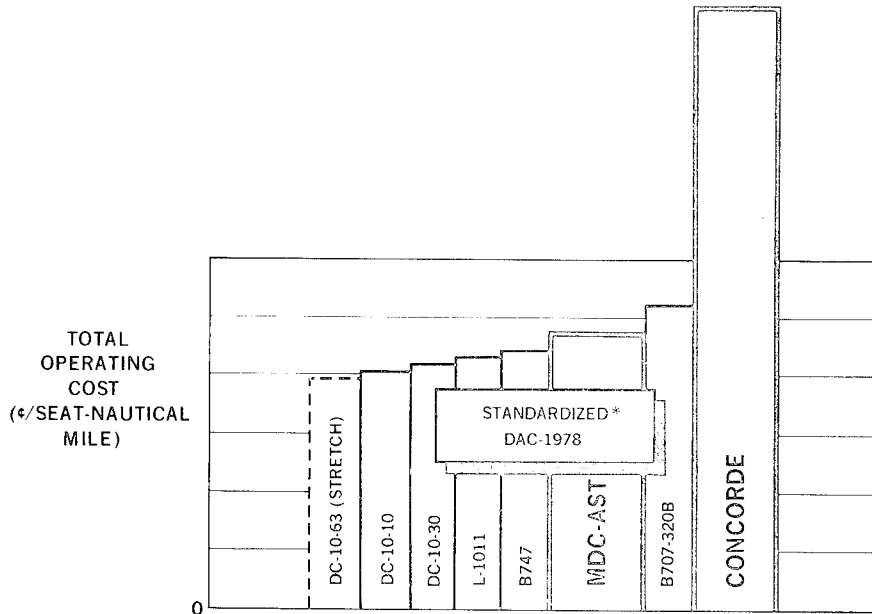 TOTAL
OPERATING
COST
(¢/SEAT-NAUTICAL
MILE)
0
DC-10-63 (STRETCH)
DC-10-10
DC-10-30
L-1011
B747
MDC-AST
B707-320B
CONCORDE
STANDARDIZED*
DAC-1978